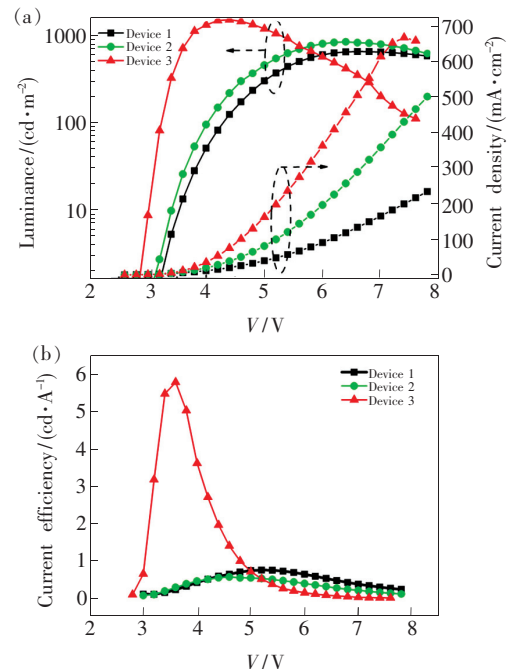 (a)
Device 1
Device 2
Device 3
1000
100
10
Luminance/(cd·m⁻²)
700
600
500
400
300
200
100
0
Current density/(mA·cm⁻²)
2 3 4 5 6 7 8
V/V
(b)
Device 1
Device 2
Device 3
6
5
4
3
2
1
0
Current efficiency/(cd·A⁻¹)
2 3 4 5 6 7 8
V/V